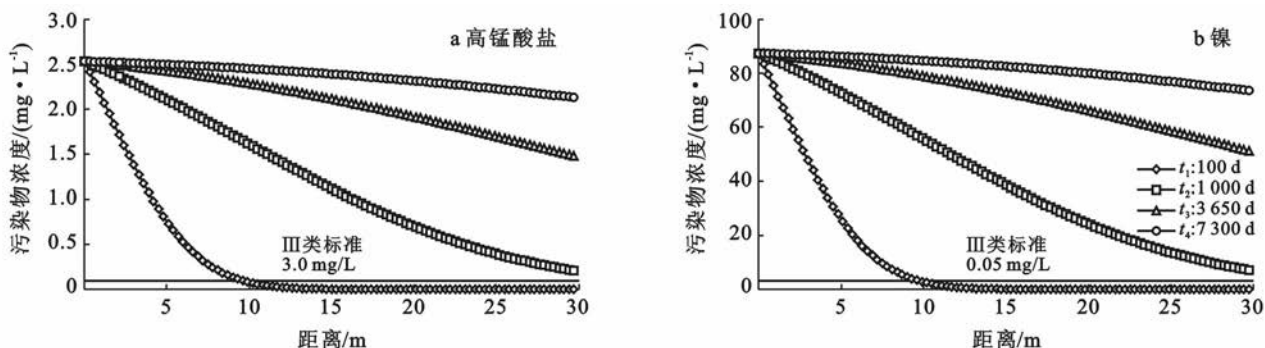 3.0
2.5
2.0
1.5
1.0
0.5
0
污染物浓度/(mg·L⁻¹)
a 高锰酸盐
Ⅲ类标准
3.0 mg/L
5
10
15
20
25
30
距离/m
100
80
60
40
20
0
污染物浓度/(mg·L⁻¹)
b 镍
t₁:100 d
t₂:1 000 d
t₃:3 650 d
t₄:7 300 d
Ⅲ类标准
0.05 mg/L
5
10
15
20
25
30
距离/m